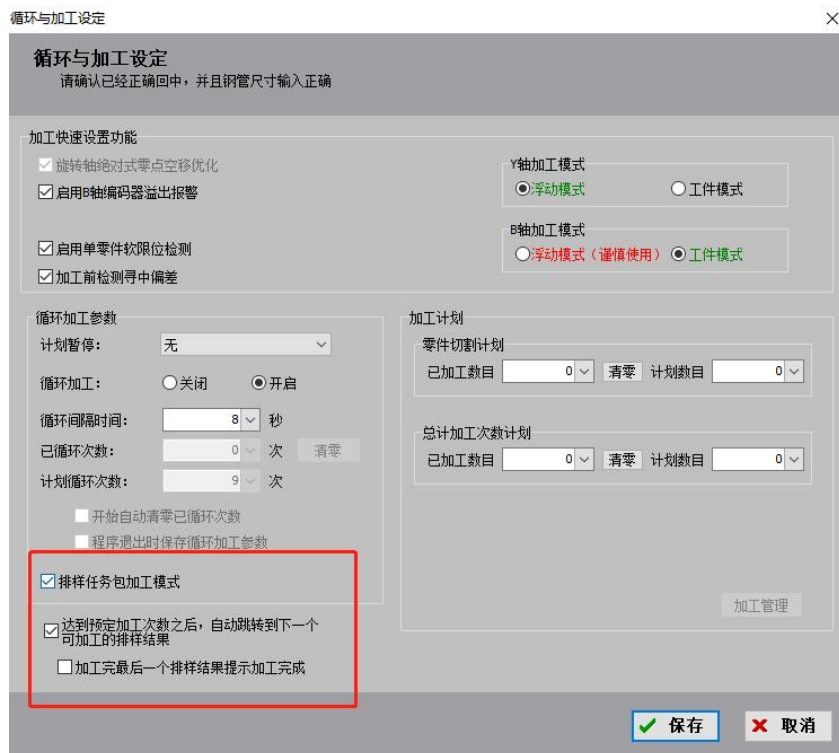 循环与加工设定
循环与加工设定
请确认已经正确回中，并且钢管尺寸输入正确
加工快速设置功能
旋转轴绝对式零点空移优化
启用B轴编码器溢出报警
启用单零件软限位检测
加工前检测寻中偏差
Y轴加工模式
浮动模式 工件模式
B轴加工模式
浮动模式（谨慎使用） 工件模式
循环加工参数
计划暂停： 无
循环加工： 关闭 开启
循环间隔时间： 8 秒
已循环次数： 0 次 清零
计划循环次数： 9 次
开始自动清零已循环次数
程序退出时保存循环加工参数
排样任务包加工模式
达到预定加工次数之后，自动跳转到下一个
可加工的排样结果
加工完最后一个排样结果提示加工完成
加工计划
零件切割计划
已加工数目 0 清零 计划数目 0
总计加工次数计划
已加工数目 0 清零 计划数目 0
加工管理
保存 取消